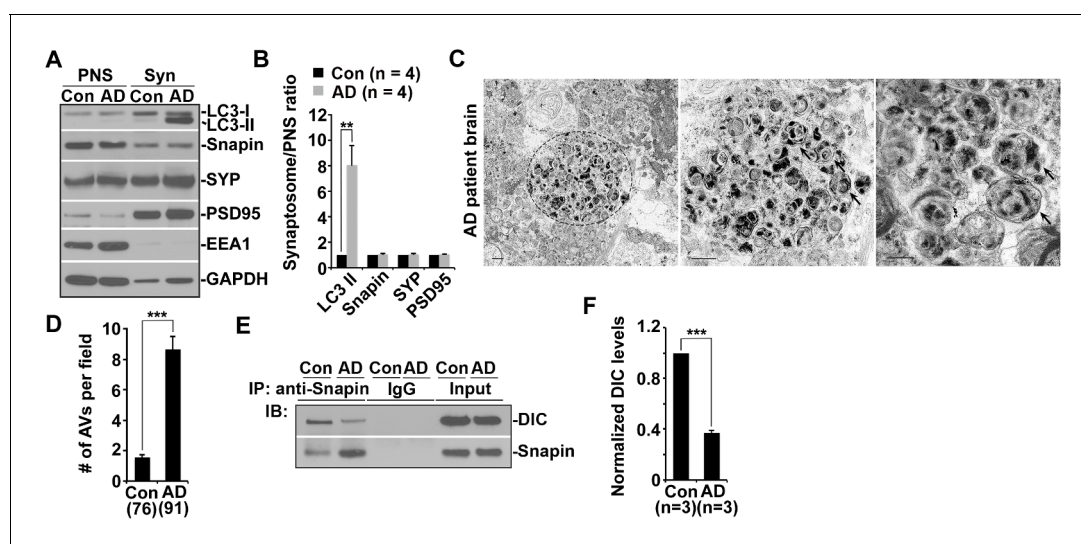 A
PNS Syn
Con AD Con AD
-LC3-I
LC3-II
-Snapin
-SYP
-PSD95
-EEA1
-GAPDH
B
Con (n = 4)
AD (n = 4)
Synaptosome/PNS ratio
12
10
8
6
4
2
0
**
LC3 II
Snapin
SYP
PSD95
C
AD patient brain
D
# of AVs per field
10
8
6
4
2
0
***
Con AD
(76) (91)
E
Con AD Con AD Con AD
IP: anti-Snapin IgG Input
IB:
-DIC
-Snapin
F
Normalized DIC levels
1.2
0.8
0.4
0
***
Con AD
(n=3)(n=3)